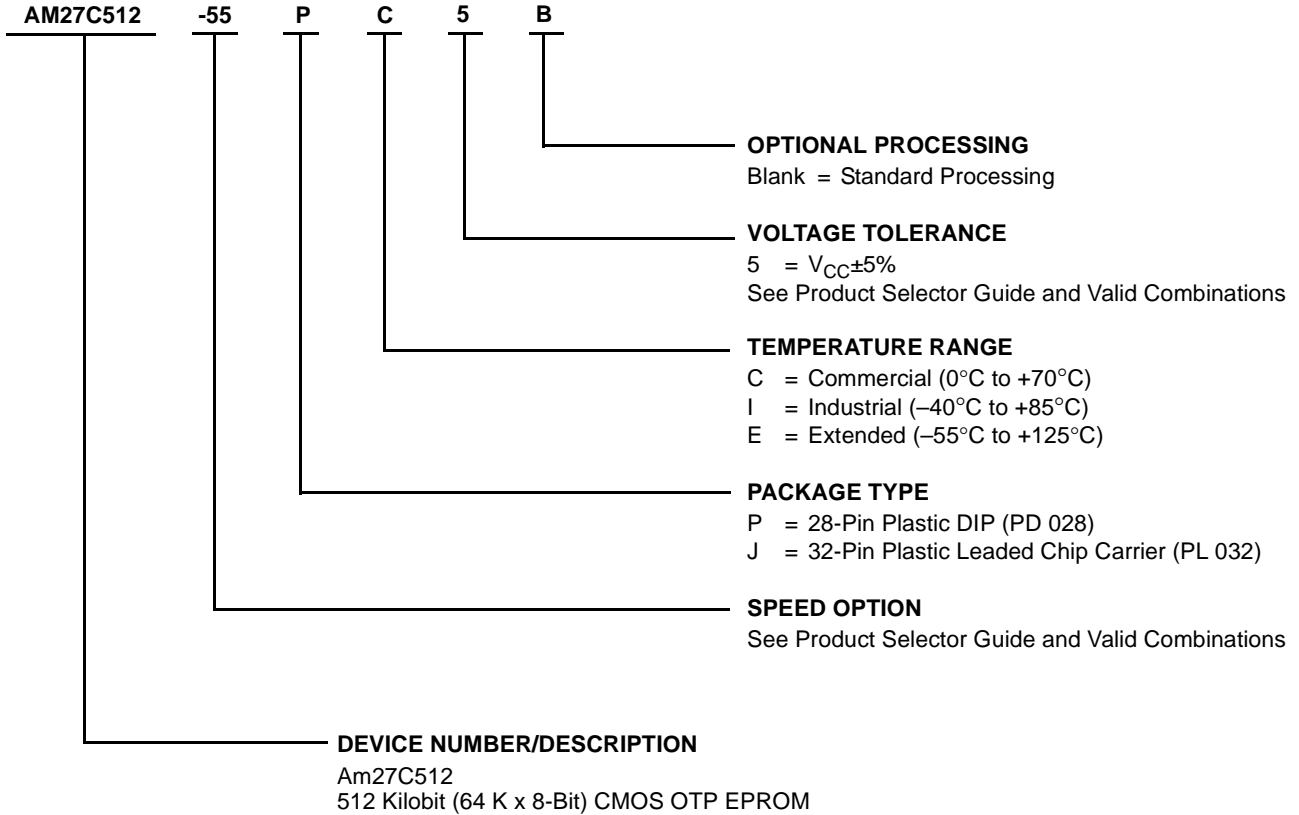 AM27C512 -55 P C 5 B
OPTIONAL PROCESSING
Blank = Standard Processing
VOLTAGE TOLERANCE
5 = VCC±5%
See Product Selector Guide and Valid Combinations
TEMPERATURE RANGE
C = Commercial (0°C to +70°C)
I = Industrial (–40°C to +85°C)
E = Extended (–55°C to +125°C)
PACKAGE TYPE
P = 28-Pin Plastic DIP (PD 028)
J = 32-Pin Plastic Leaded Chip Carrier (PL 032)
SPEED OPTION
See Product Selector Guide and Valid Combinations
DEVICE NUMBER/DESCRIPTION
Am27C512
512 Kilobit (64 K x 8-Bit) CMOS OTP EPROM